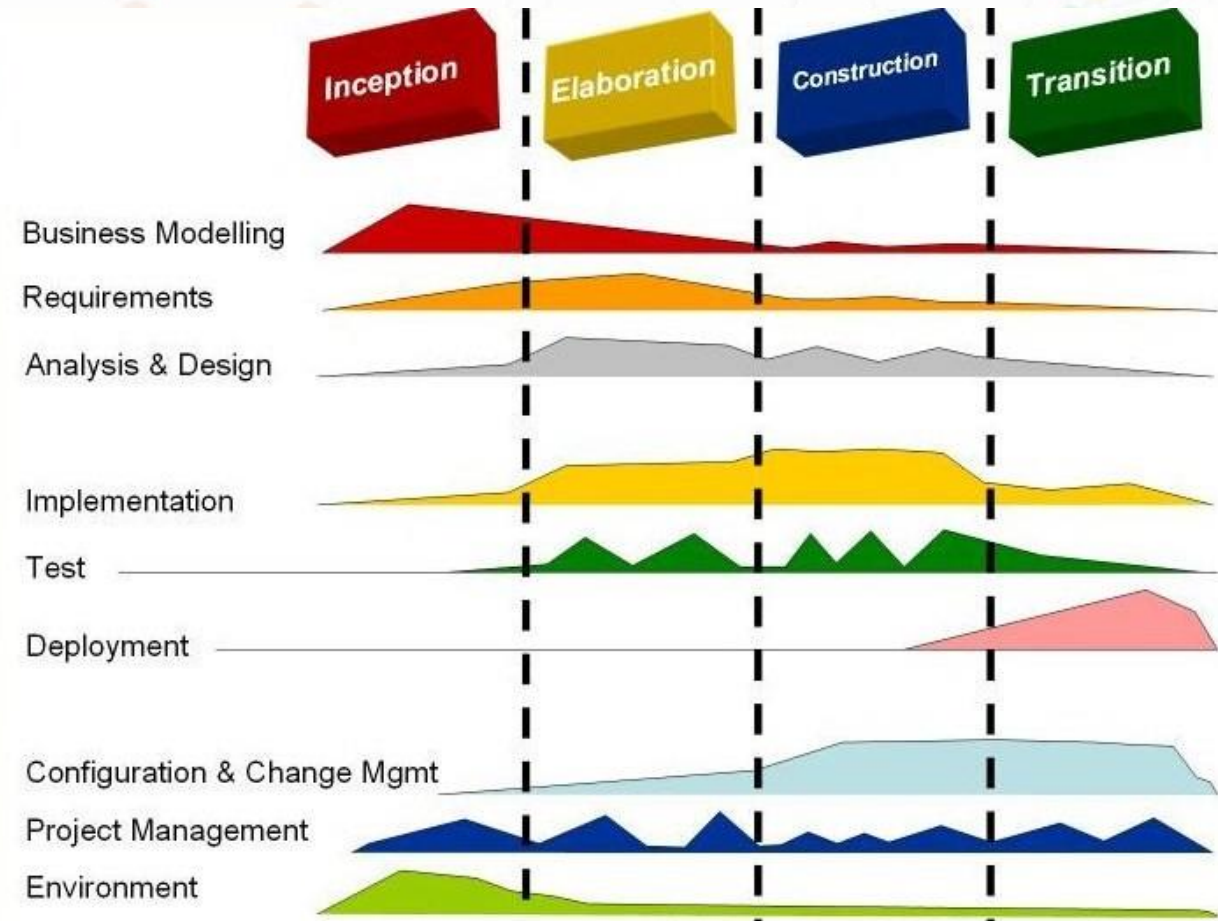 Inception
Elaboration
Construction
Transition
Business Modelling
Requirements
Analysis & Design
Implementation
Test
Deployment
Configuration & Change Mgmt
Project Management
Environment